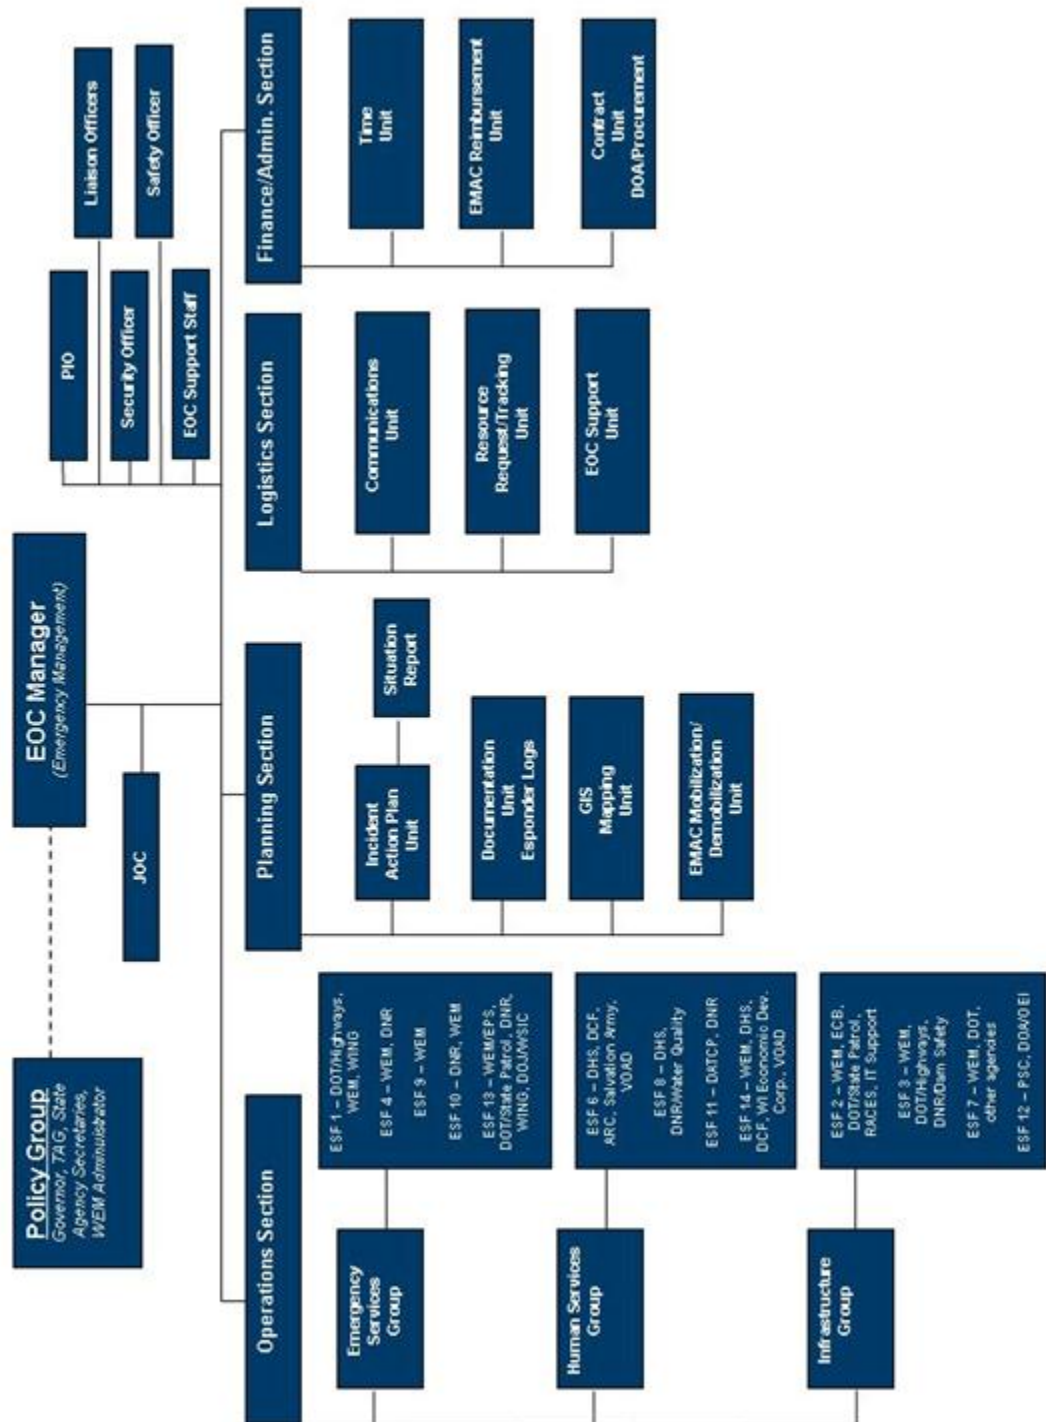 Policy Group
Governor, TAG, State
Agency Secretaries,
WEM Administrator
EOC Manager
(Emergency Management)
JOC
PIO
Liaison Officers
Security Officer
Safety Officer
EOC Support Staff
Operations Section
Emergency
Services
Group
ESF 1 – DOT/Highways,
WEM, WING
ESF 4 – WEM, DNR
ESF 9 – WEM
ESF 10 – DNR, WEM
ESF 13 – WEM/EPS,
DOT/State Patrol, DNR,
WING, DOJ/WSIC
Human Services
Group
ESF 6 – DHS, DCF,
ARC, Salvation Army,
VOAD
ESF 8 – DHS,
DNR/Water Quality
ESF 11 – DATCP, DNR
ESF 14 – WEM, DHS,
DCF, WI Economic Dev.
Corp., VOAD
Infrastructure
Group
ESF 2 – WEM, ECB,
DOT/State Patrol,
RACES, IT Support
ESF 3 – WEM,
DOT/Highways,
DNR/Dam Safety
ESF 7 – WEM, DOT,
other agencies
ESF 12 – PSC, DOA/OEI
Planning Section
Incident
Action Plan
Unit
Situation
Report
Documentation
Unit
Esponder Logs
GIS
Mapping
Unit
EMAC Mobilization/
Demobilization
Unit
Logistics Section
Communications
Unit
Resource
Request/Tracking
Unit
EOC Support
Unit
Finance/Admin. Section
Time
Unit
EMAC Reimbursement
Unit
Contract
Unit
DOA/Procurement